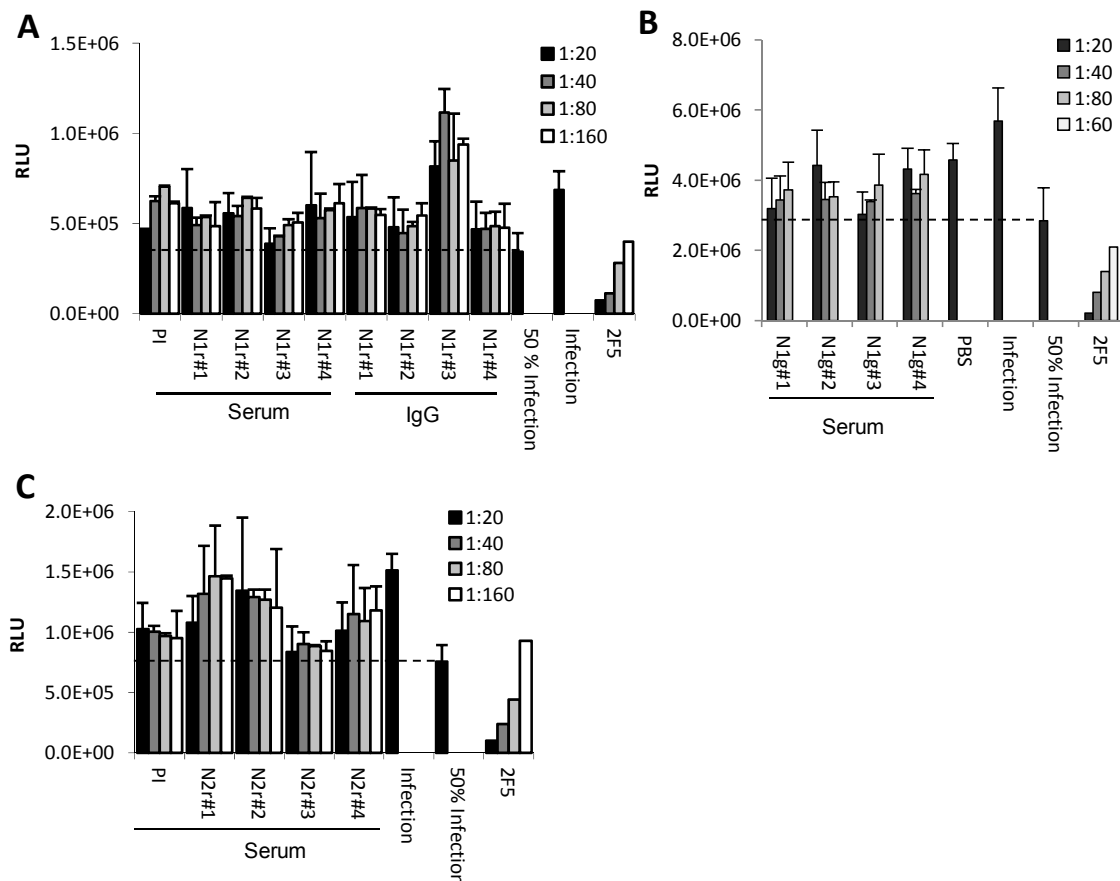 A
1.5E+06
1.0E+06
5.0E+05
0.0E+00
RLU
1:20
1:40
1:80
1:160
PI
N1r#1
N1r#2
N1r#3
N1r#4
N1r#1
N1r#2
N1r#3
N1r#4
50 % Infection
Infection
2F5
Serum
IgG
B
8.0E+06
6.0E+06
4.0E+06
2.0E+06
0.0E+00
RLU
1:20
1:40
1:80
1:60
N1g#1
N1g#2
N1g#3
N1g#4
PBS
Infection
50% Infection
2F5
Serum
C
2.0E+06
1.5E+06
1.0E+06
5.0E+05
0.0E+00
RLU
1:20
1:40
1:80
1:160
PI
N2r#1
N2r#2
N2r#3
N2r#4
Infection
50% Infection
2F5
Serum